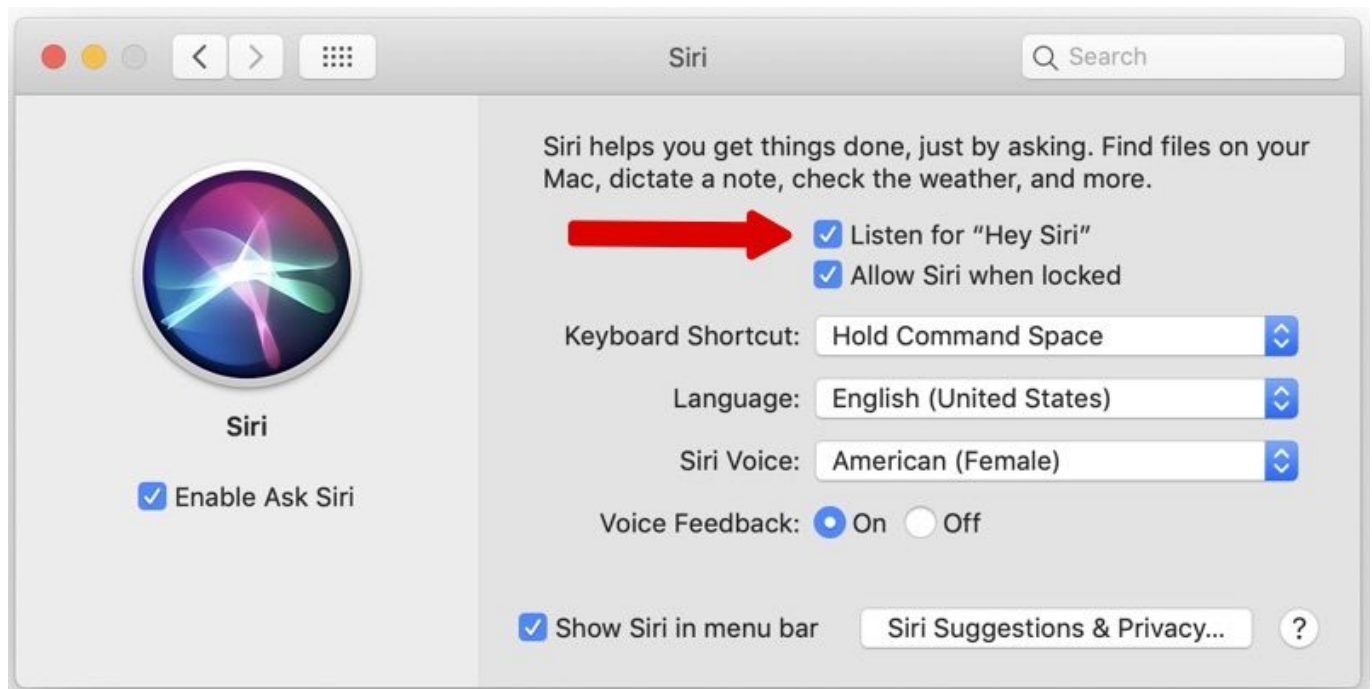 Siri
Search
Siri helps you get things done, just by asking. Find files on your
Mac, dictate a note, check the weather, and more.
Listen for “Hey Siri”
Allow Siri when locked
Keyboard Shortcut: Hold Command Space
Language: English (United States)
Siri Voice: American (Female)
Voice Feedback: On Off
Siri
Enable Ask Siri
Show Siri in menu bar Siri Suggestions & Privacy... ?